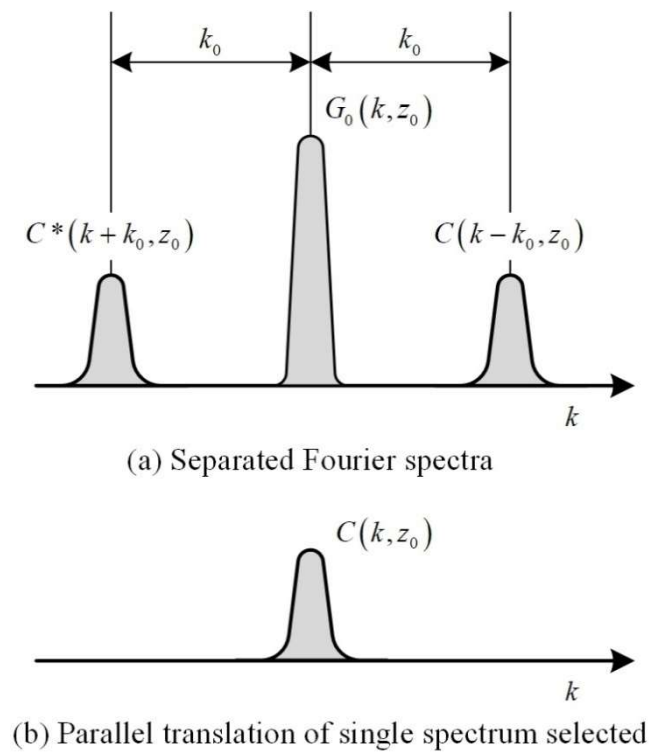 k₀ k₀
G₀(k,z₀)
C*(k+k₀,z₀) C(k−k₀,z₀)
k
(a) Separated Fourier spectra
C(k,z₀)
k
(b) Parallel translation of single spectrum selected